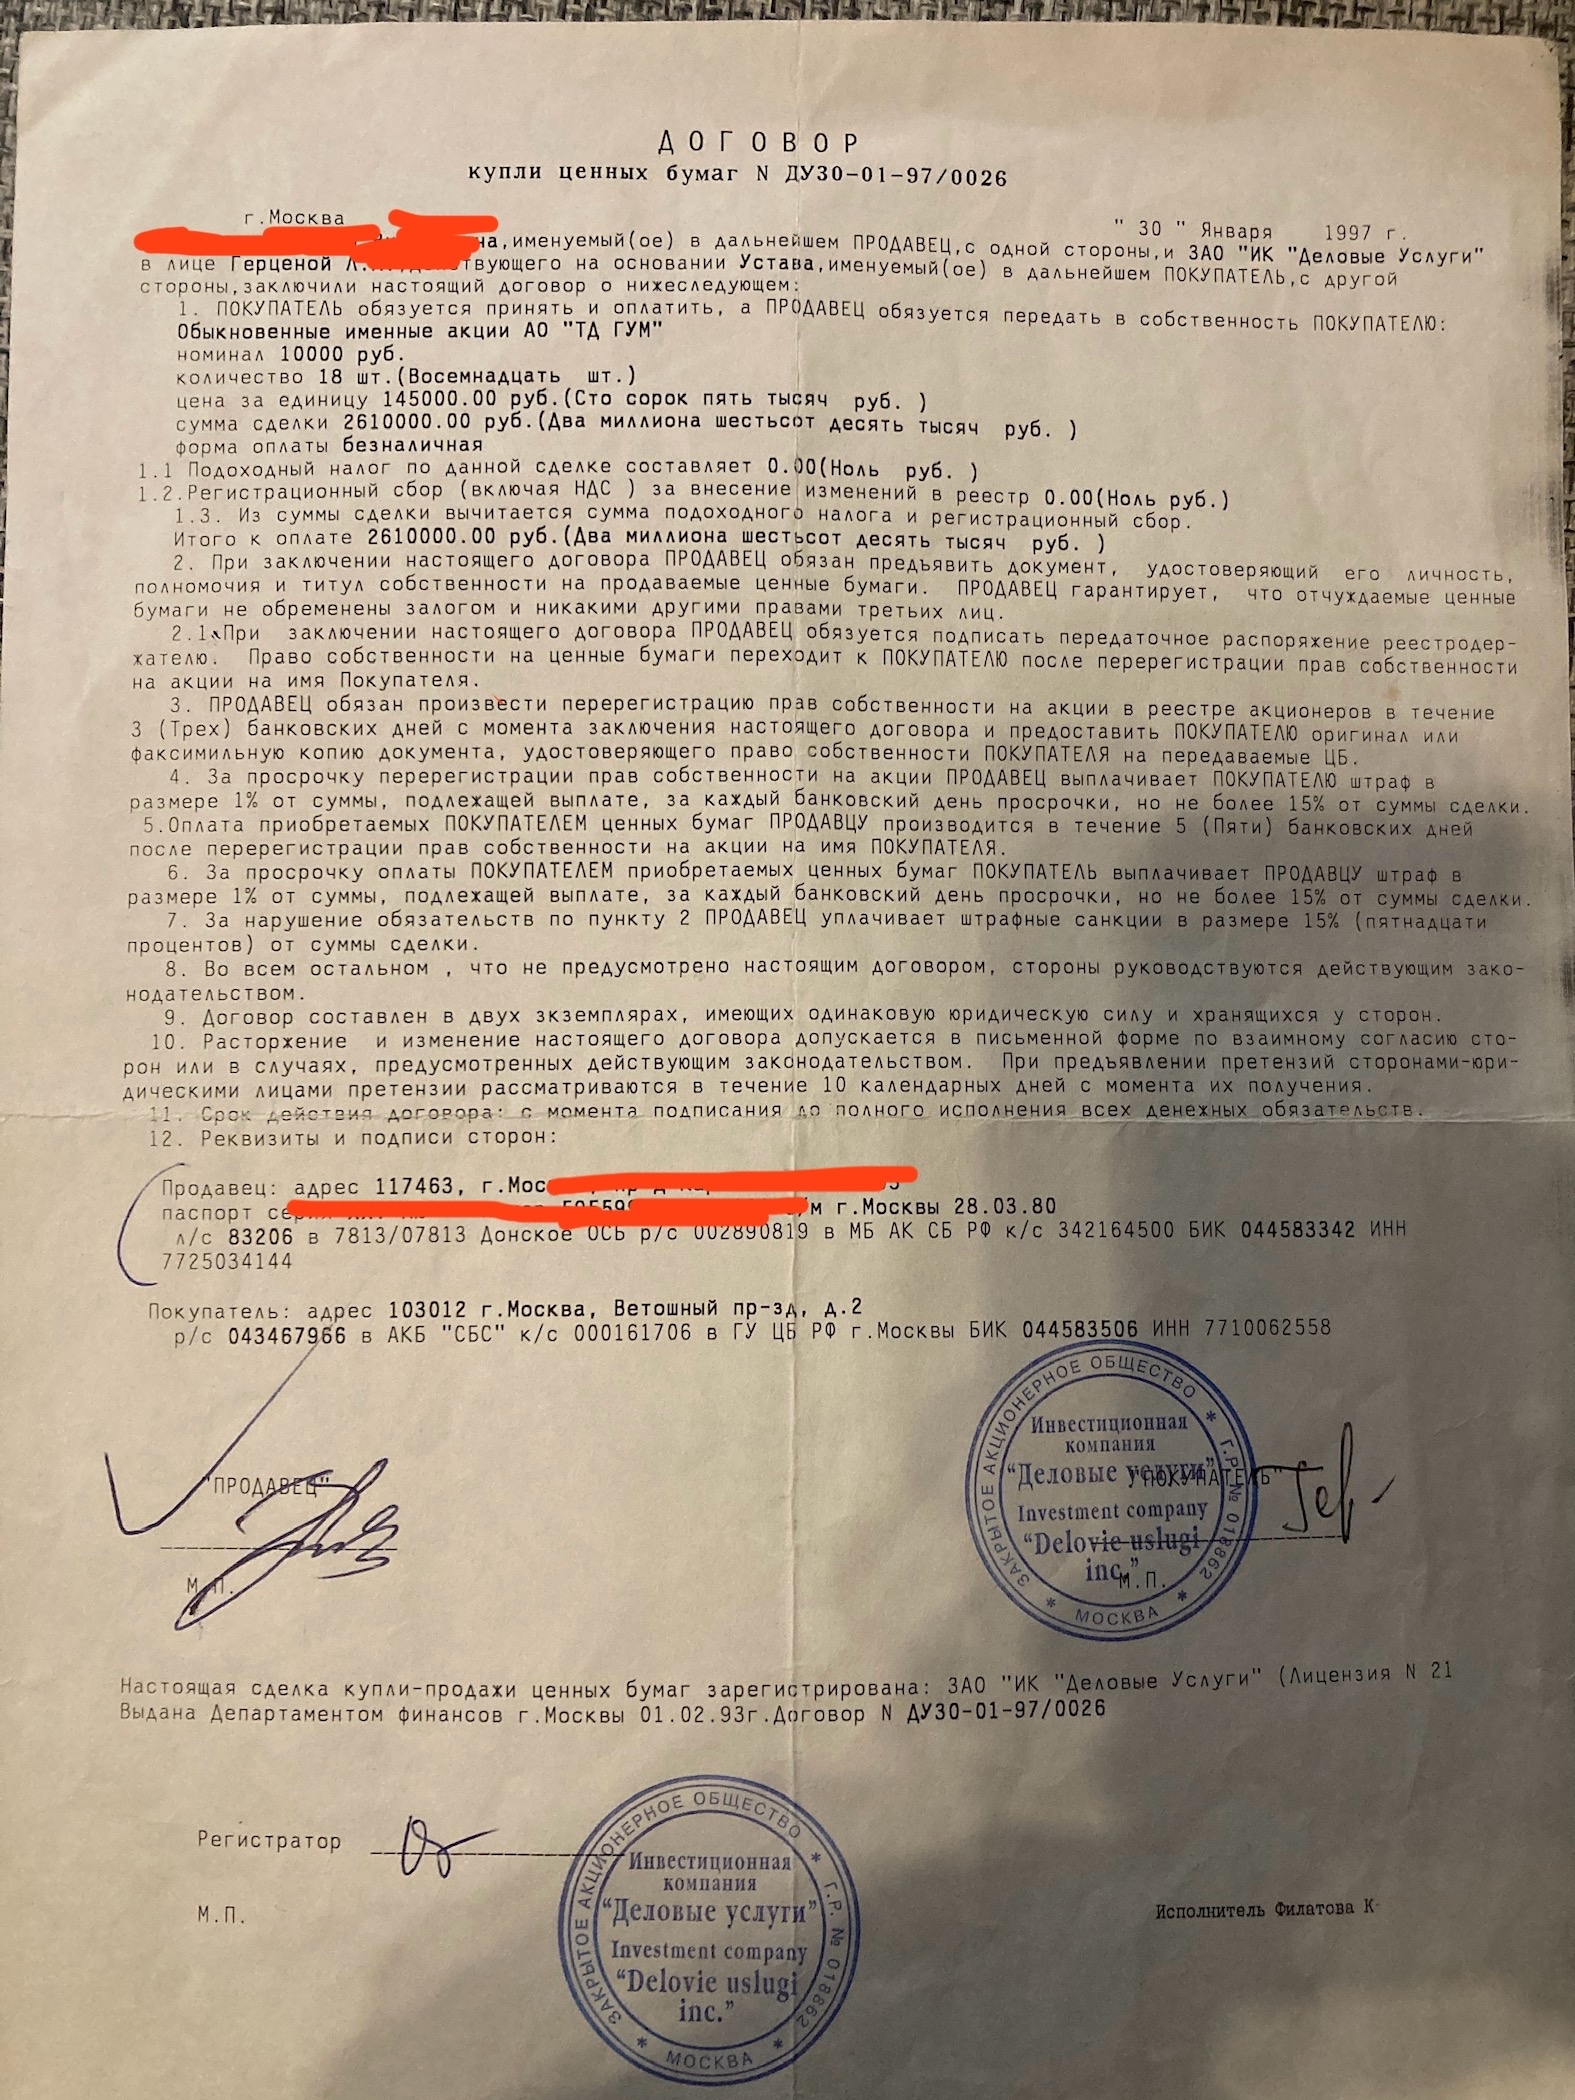 ДОГОВОР
купли ценных бумаг N ДУ30-01-97/0026
г.Москва " 30 " Января 1997 г.
на,именуемый(ое) в дальнейшем ПРОДАВЕЦ,с одной стороны,и ЗАО "ИК "Деловые Услуги"
в лице Герценой Л. действующего на основании Устава,именуемый(ое) в дальнейшем ПОКУПАТЕЛЬ,с другой
стороны,заключили настоящий договор о нижеследующем:
1. ПОКУПАТЕЛЬ обязуется принять и оплатить, а ПРОДАВЕЦ обязуется передать в собственность ПОКУПАТЕЛЮ:
Обыкновенные именные акции АО "ТД ГУМ"
номинал 10000 руб.
количество 18 шт.(Восемнадцать шт.)
цена за единицу 145000.00 руб.(Сто сорок пять тысяч руб. )
сумма сделки 2610000.00 руб.(Два миллиона шестьсот десять тысяч руб. )
форма оплаты безналичная
1.1 Подоходный налог по данной сделке составляет 0.00(Ноль руб. )
1.2.Регистрационный сбор (включая НДС ) за внесение изменений в реестр 0.00(Ноль руб.)
1.3. Из суммы сделки вычитается сумма подоходного налога и регистрационный сбор.
Итого к оплате 2610000.00 руб.(Два миллиона шестьсот десять тысяч руб. )
2. При заключении настоящего договора ПРОДАВЕЦ обязан предъявить документ, удостоверяющий его личность,
полномочия и титул собственности на продаваемые ценные бумаги. ПРОДАВЕЦ гарантирует, что отчуждаемые ценные
бумаги не обременены залогом и никакими другими правами третьих лиц.
2.1.При заключении настоящего договора ПРОДАВЕЦ обязуется подписать передаточное распоряжение реестродер-
жателю. Право собственности на ценные бумаги переходит к ПОКУПАТЕЛЮ после перерегистрации прав собственности
на акции на имя Покупателя.
3. ПРОДАВЕЦ обязан произвести перерегистрацию прав собственности на акции в реестре акционеров в течение
3 (Трех) банковских дней с момента заключения настоящего договора и предоставить ПОКУПАТЕЛЮ оригинал или
факсимильную копию документа, удостоверяющего право собственности ПОКУПАТЕЛЯ на передаваемые ЦБ.
4. За просрочку перерегистрации прав собственности на акции ПРОДАВЕЦ выплачивает ПОКУПАТЕЛЮ штраф в
размере 1% от суммы, подлежащей выплате, за каждый банковский день просрочки, но не более 15% от суммы сделки.
5.Оплата приобретаемых ПОКУПАТЕЛЕМ ценных бумаг ПРОДАВЦУ производится в течение 5 (Пяти) банковских дней
после перерегистрации прав собственности на акции на имя ПОКУПАТЕЛЯ.
6. За просрочку оплаты ПОКУПАТЕЛЕМ приобретаемых ценных бумаг ПОКУПАТЕЛЬ выплачивает ПРОДАВЦУ штраф в
размере 1% от суммы, подлежащей выплате, за каждый банковский день просрочки, но не более 15% от суммы сделки.
7. За нарушение обязательств по пункту 2 ПРОДАВЕЦ уплачивает штрафные санкции в размере 15% (пятнадцати
процентов) от суммы сделки.
8. Во всем остальном , что не предусмотрено настоящим договором, стороны руководствуются действующим зако-
нодательством.
9. Договор составлен в двух экземплярах, имеющих одинаковую юридическую силу и хранящихся у сторон.
10. Расторжение и изменение настоящего договора допускается в письменной форме по взаимному согласию сто-
рон или в случаях, предусмотренных действующим законодательством. При предъявлении претензий сторонами-юри-
дическими лицами претензии рассматриваются в течение 10 календарных дней с момента их получения.
11. Срок действия договора: с момента подписания до полного исполнения всех денежных обязательств.
12. Реквизиты и подписи сторон:
Продавец: адрес 117463, г.Мос
паспорт г.Москвы 28.03.80
л/с 83206 в 7813/07813 Донское ОСБ р/с 002890819 в МБ АК СБ РФ к/с 342164500 БИК 044583342 ИНН
7725034144
Покупатель: адрес 103012 г.Москва, Ветошный пр-зд, д.2
р/с 043467966 в АКБ "СБС" к/с 000161706 в ГУ ЦБ РФ г.Москвы БИК 044583506 ИНН 7710062558
"ПРОДАВЕЦ" "ПОКУПАТЕЛЬ"
М.П. М.П.
ЗАКРЫТОЕ АКЦИОНЕРНОЕ ОБЩЕСТВО * Г.Р. № 018862 * МОСКВА *
Инвестиционная
компания
"Деловые услуги"
Investment company
"Delovie uslugi
inc."
Настоящая сделка купли-продажи ценных бумаг зарегистрирована: ЗАО "ИК "Деловые Услуги" (Лицензия N 21
Выдана Департаментом финансов г.Москвы 01.02.93г.Договор N ДУ30-01-97/0026
Регистратор
М.П.
ЗАКРЫТОЕ АКЦИОНЕРНОЕ ОБЩЕСТВО * Г.Р. № 018862 * МОСКВА *
Инвестиционная
компания
"Деловые услуги"
Investment company
"Delovie uslugi
inc."
Исполнитель Филатова К